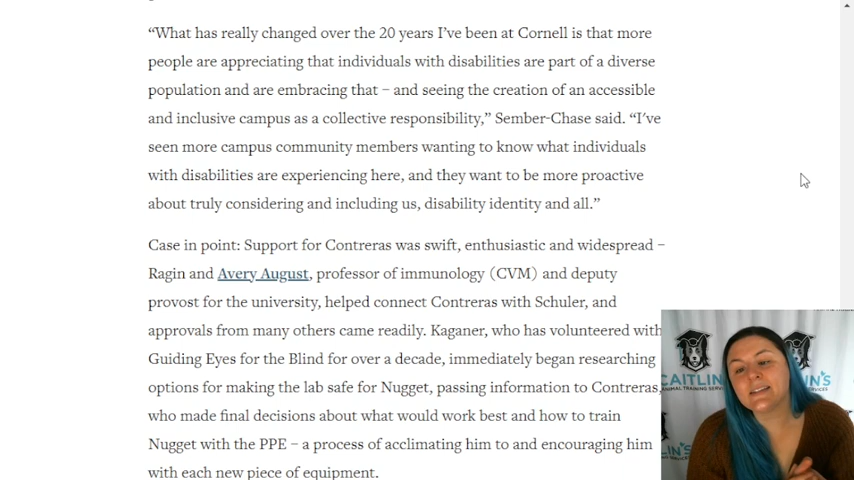 “What has really changed over the 20 years I’ve been at Cornell is that more
people are appreciating that individuals with disabilities are part of a diverse
population and are embracing that – and seeing the creation of an accessible
and inclusive campus as a collective responsibility,” Sember-Chase said. “I’ve
seen more campus community members wanting to know what individuals
with disabilities are experiencing here, and they want to be more proactive
about truly considering and including us, disability identity and all.”
Case in point: Support for Contreras was swift, enthusiastic and widespread –
Ragin and Avery August, professor of immunology (CVM) and deputy
provost for the university, helped connect Contreras with Schuler, and
approvals from many others came readily. Kaganer, who has volunteered with
Guiding Eyes for the Blind for over a decade, immediately began researching
options for making the lab safe for Nugget, passing information to Contreras,
who made final decisions about what would work best and how to train
Nugget with the PPE – a process of acclimating him to and encouraging him
with each new piece of equipment.
CAITLIN